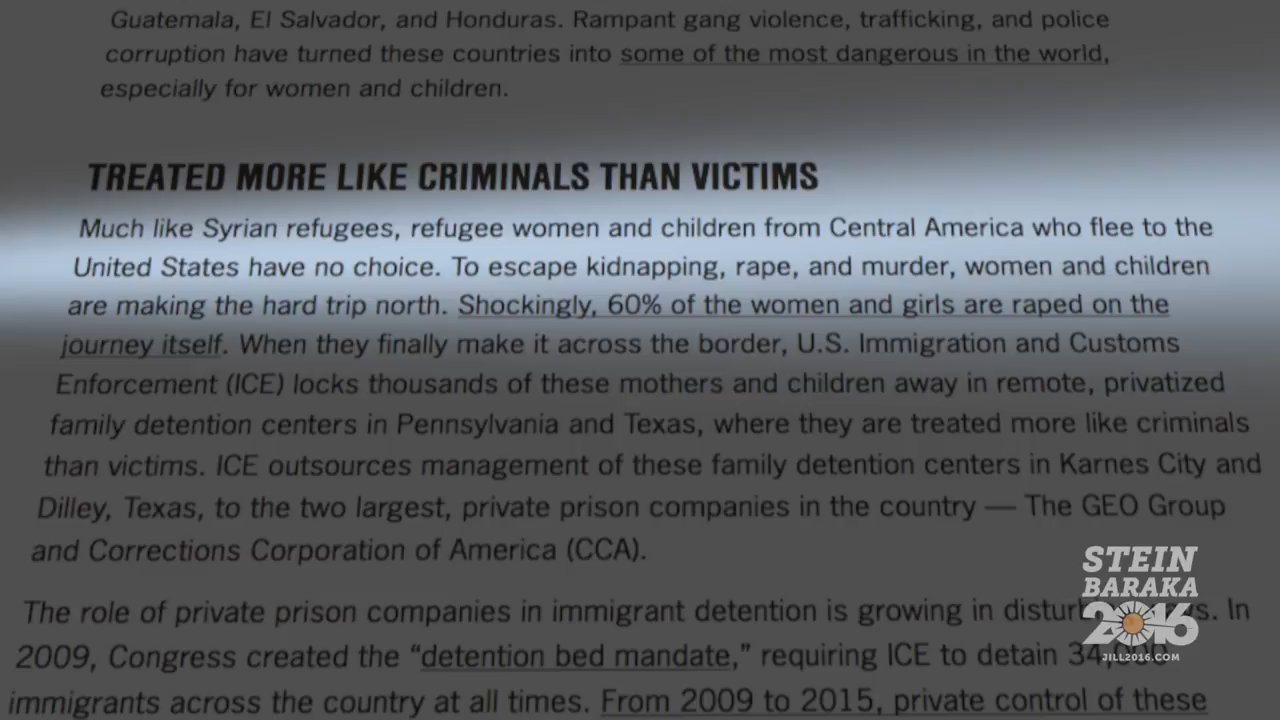 Guatemala, El Salvador, and Honduras. Rampant gang violence, trafficking, and police
corruption have turned these countries into some of the most dangerous in the world,
especially for women and children.
TREATED MORE LIKE CRIMINALS THAN VICTIMS
Much like Syrian refugees, refugee women and children from Central America who flee to the
United States have no choice. To escape kidnapping, rape, and murder, women and children
are making the hard trip north. Shockingly, 60% of the women and girls are raped on the
journey itself. When they finally make it across the border, U.S. Immigration and Customs
Enforcement (ICE) locks thousands of these mothers and children away in remote, privatized
family detention centers in Pennsylvania and Texas, where they are treated more like criminals
than victims. ICE outsources management of these family detention centers in Karnes City and
Dilley, Texas, to the two largest, private prison companies in the country — The GEO Group
and Corrections Corporation of America (CCA).
The role of private prison companies in immigrant detention is growing in In
2009, Congress created the “detention bed mandate,” requiring ICE to detain 34,000
immigrants across the country at all times. From 2009 to 2015, private control of these
STEIN
BARAKA
2016
JILL2016.COM